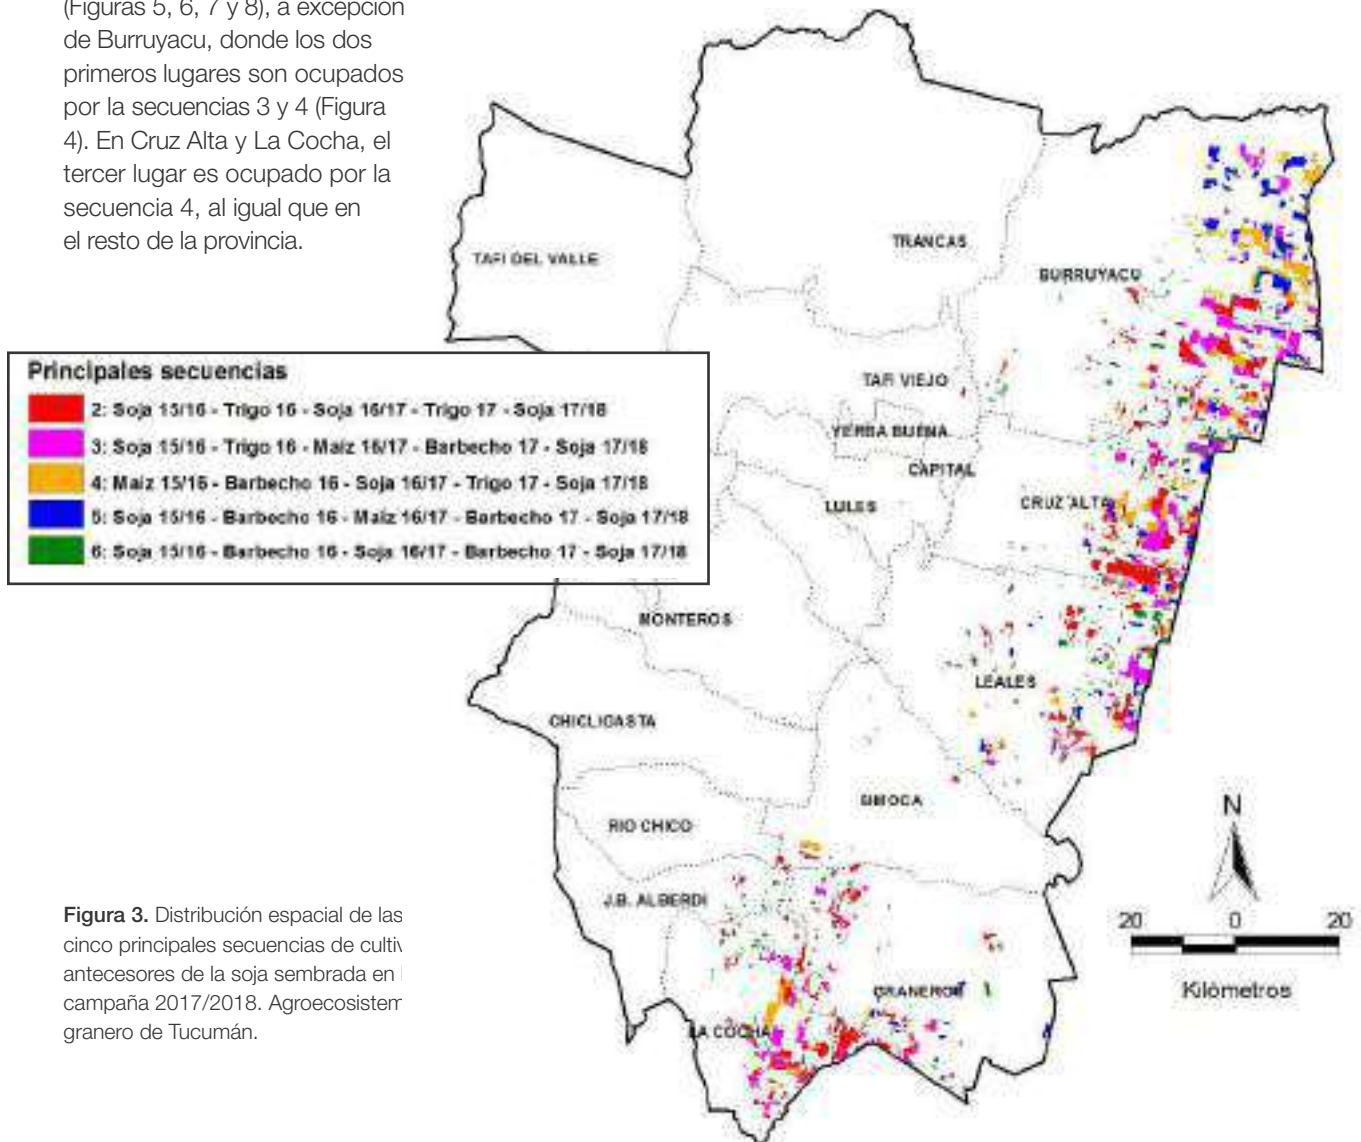 (Figuras 5, 6, 7 y 8), a excepción
de Burruyacu, donde los dos
primeros lugares son ocupados
por la secuencias 3 y 4 (Figura
4). En Cruz Alta y La Cocha, el
tercer lugar es ocupado por la
secuencia 4, al igual que en
el resto de la provincia.
TRANCAS
TAFI DEL VALLE
BURRUYACU
Principales secuencias
2: Soja 15/16 - Trigo 16 - Soja 16/17 - Trigo 17 - Soja 17/18
3: Soja 15/16 - Trigo 16 - Maíz 16/17 - Barbecho 17 - Soja 17/18
4: Maiz 15/16 - Barbecho 16 - Soja 16/17 - Trigo 17 - Soja 17/18
5: Soja 15/16 - Barbecho 16 - Maíz 16/17 - Barbecho 17 - Soja 17/18
6: Soja 15/16 - Barbecho 16 - Soja 16/17 - Barbecho 17 - Soja 17/18
TAFI VIEJO
YERBA BUENA
CAPITAL
LULES
CRUZ ALTA
MONTEROS
LEALES
CHICLIGASTA
SIMOCA
RIO CHICO
J.B. ALBERDI
GRANEROS
LA COCHA
N
20 0 20
Kilómetros
Figura 3. Distribución espacial de las
cinco principales secuencias de
antecesores de la soja sembrada en
campaña 2017/2018.
granero de Tucumán.